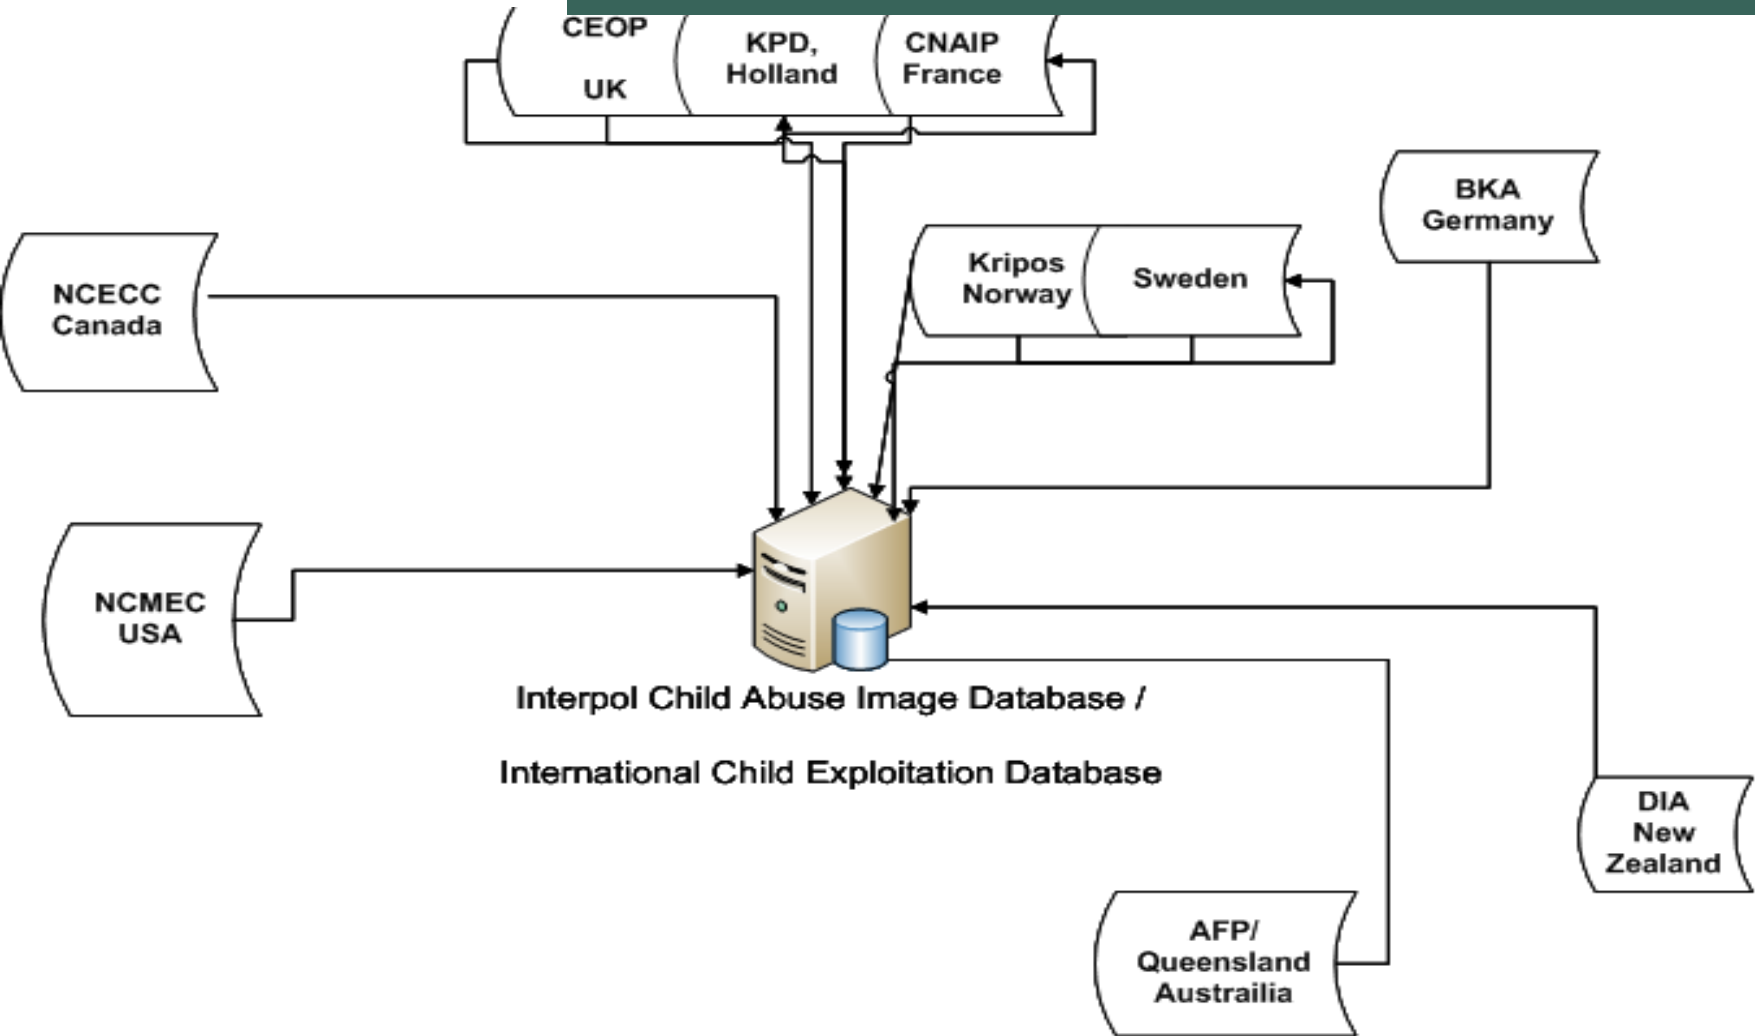 CEOP
UK
KPD,
Holland
CNAIP
France
BKA
Germany
Kripos
Norway
Sweden
NCECC
Canada
NCMEC
USA
Interpol Child Abuse Image Database /
International Child Exploitation Database
DIA
New
Zealand
AFP/
Queensland
Austrailia